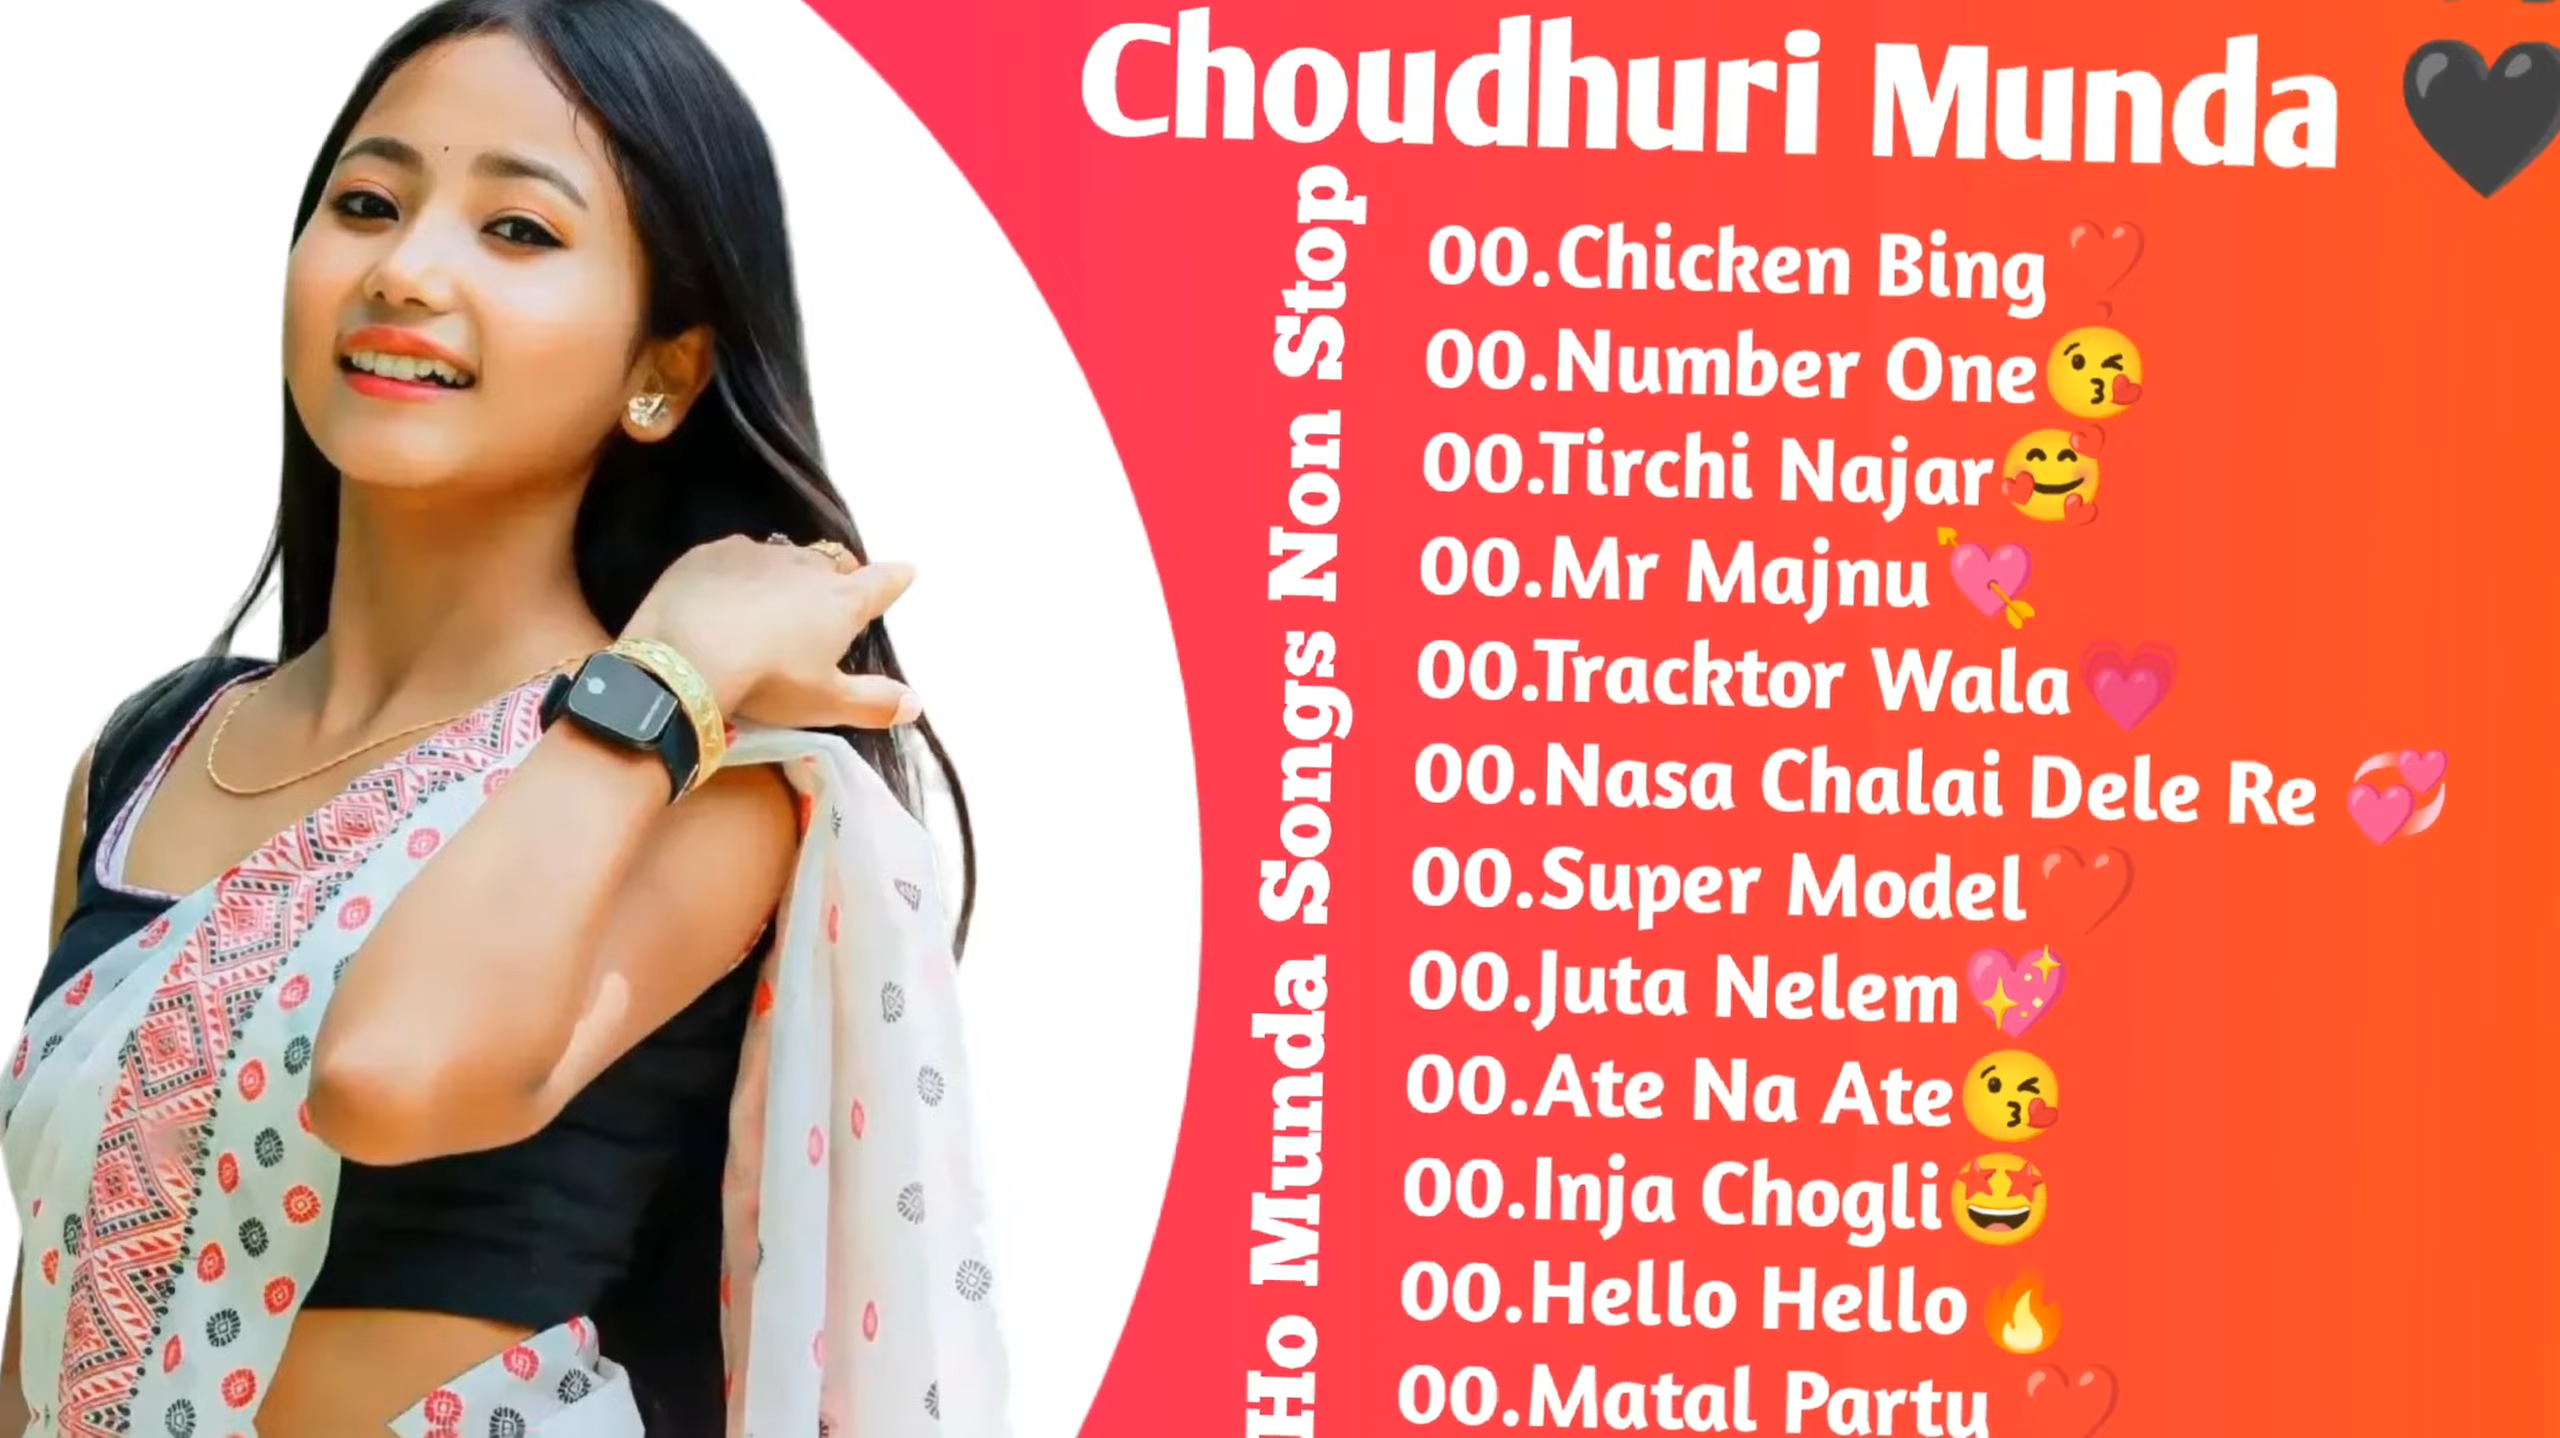 Choudhuri Munda 🖤
Ho Munda Songs Non Stop
00.Chicken Bing❤️
00.Number One😘
00.Tirchi Najar🥰
00.Mr Majnu💘
00.Tracktor Wala💗
00.Nasa Chalai Dele Re 💞
00.Super Model❤️
00.Juta Nelem💖
00.Ate Na Ate😘
00.Inja Chogli🤩
00.Hello Hello🔥
00.Matal Party ❤️